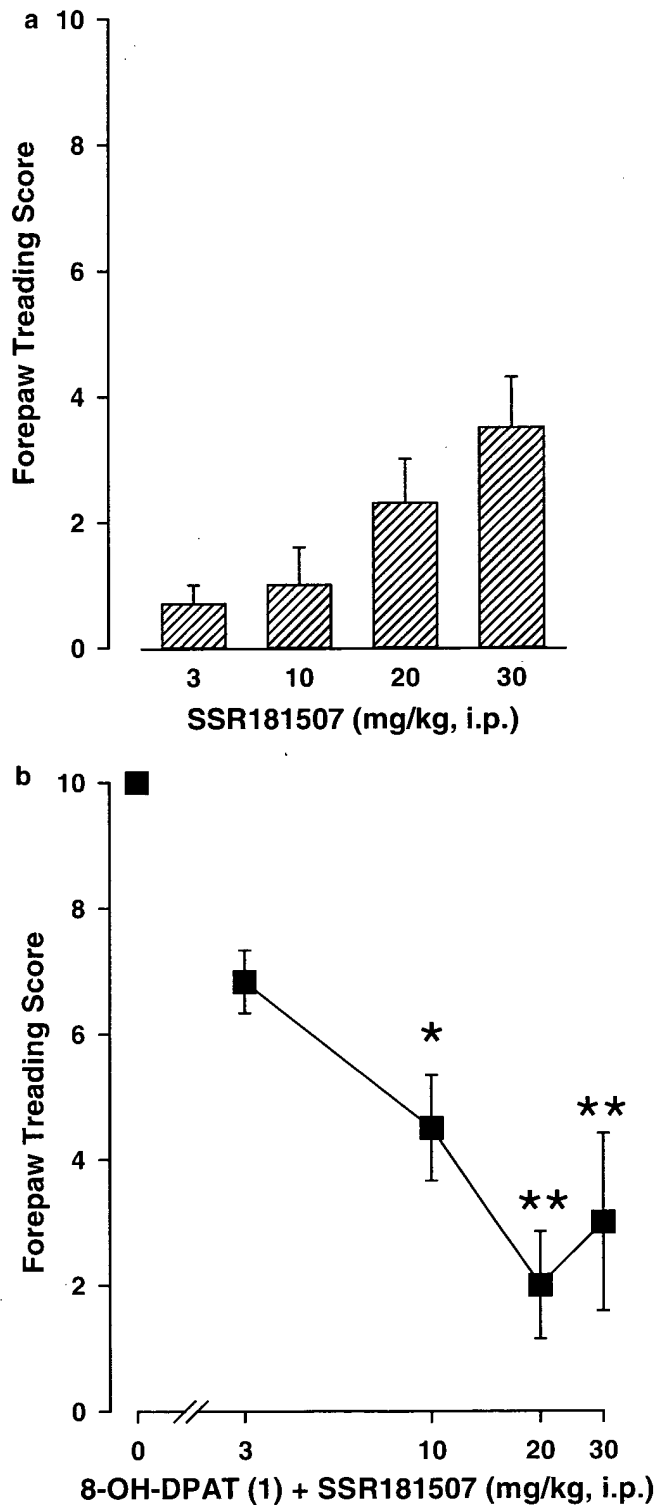 a
10
8
6
4
2
0
Forepaw Treading Score
3 10 20 30
SSR181507 (mg/kg, i.p.)
b
10
8
6
4
2
0
Forepaw Treading Score
*
**
**
0 3 10 20 30
8-OH-DPAT (1) + SSR181507 (mg/kg, i.p.)